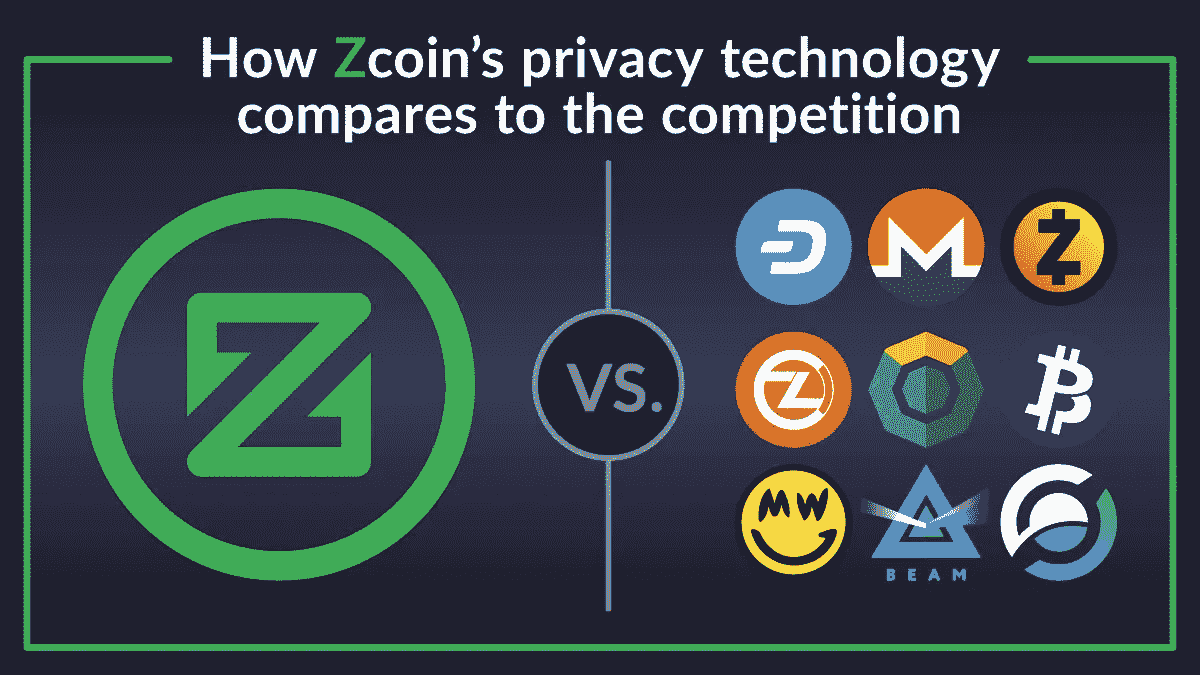 How Zcoin's privacy technology
compares to the competition
VS.
MW
BEAM